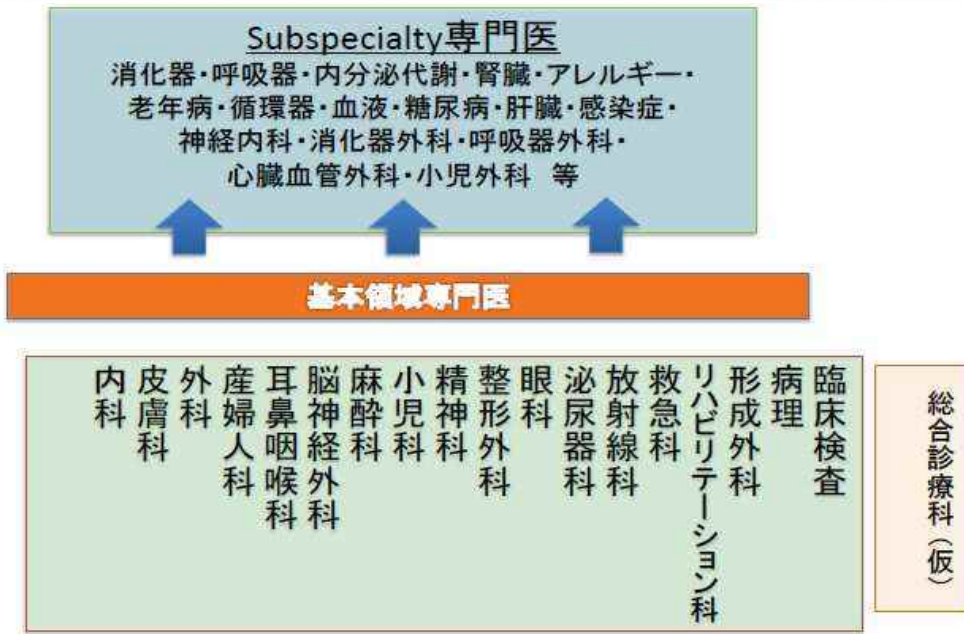 Subspecialty専門医
消化器・呼吸器・内分泌代謝・腎臓・アレルギー・
老年病・循環器・血液・糖尿病・肝臓・感染症・
神経内科・消化器外科・呼吸器外科・
心臓血管外科・小児外科 等
基本領域専門医
内科
皮膚科
外科
産婦人科
耳鼻咽喉科
脳神経外科
麻酔科
小児科
精神科
整形外科
眼科
泌尿器科
放射線科
救急科
リハビリテーション科
形成外科
病理
臨床検査
総合診療科(仮)